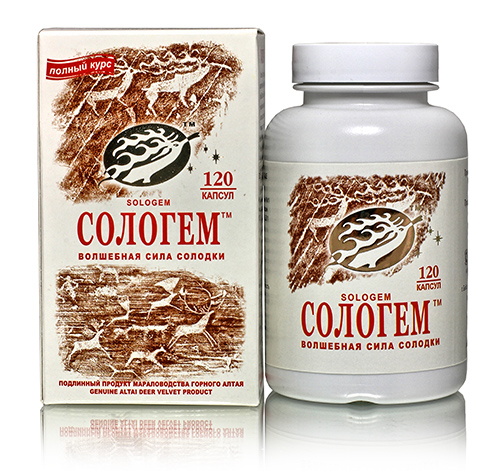 полный курс
TM
120
КАПСУЛ
SOLOGEM
СОЛОГЕМ™
ВОЛШЕБНАЯ СИЛА СОЛОДКИ
ПОДЛИННЫЙ ПРОДУКТ МАРАЛОВОДСТВА ГОРНОГО АЛТАЯ
GENUINE ALTAI DEER VELVET PRODUCT
120
КАПСУЛ
SOLOGEM
СОЛОГЕМ™
ВОЛШЕБНАЯ СИЛА СОЛОДКИ